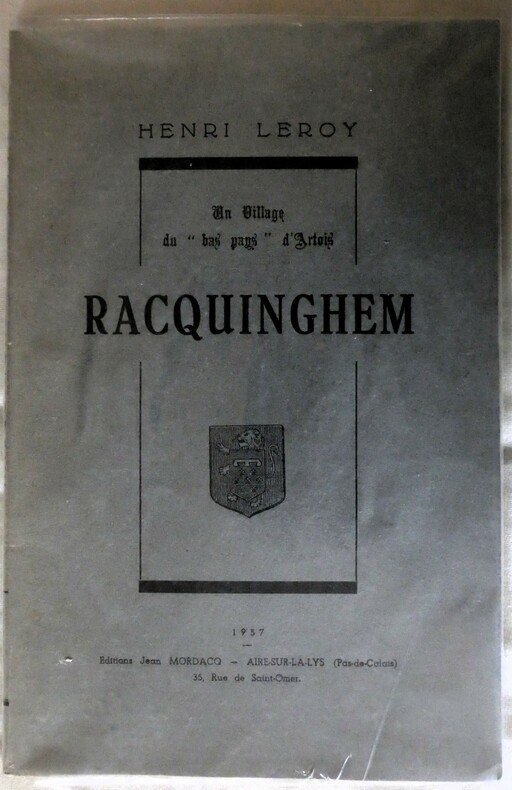 HENRI LEROY
Un Village
du " bas pays " d'Artois
RACQUINGHEM
1957
Editions Jean MORDACQ — AIRE-SUR-LA-LYS (Pas-de-Calais)
35, Rue de Saint-Omer.